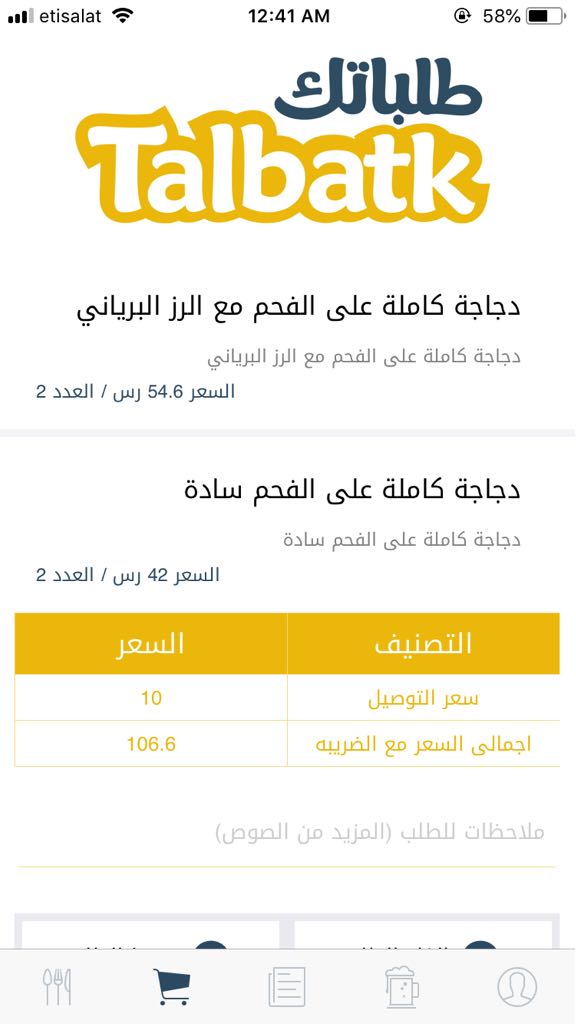 etisalat 12:41 AM 58%
طلباتك
Talbatk
دجاجة كاملة على الفحم مع الرز البرياني
دجاجة كاملة على الفحم مع الرز البرياني
السعر 54.6 رس / العدد 2
دجاجة كاملة على الفحم سادة
دجاجة كاملة على الفحم سادة
السعر 42 رس / العدد 2
التصنيف السعر
سعر التوصيل 10
اجمالى السعر مع الضريبه 106.6
ملاحظات للطلب (المزيد من الصوص)